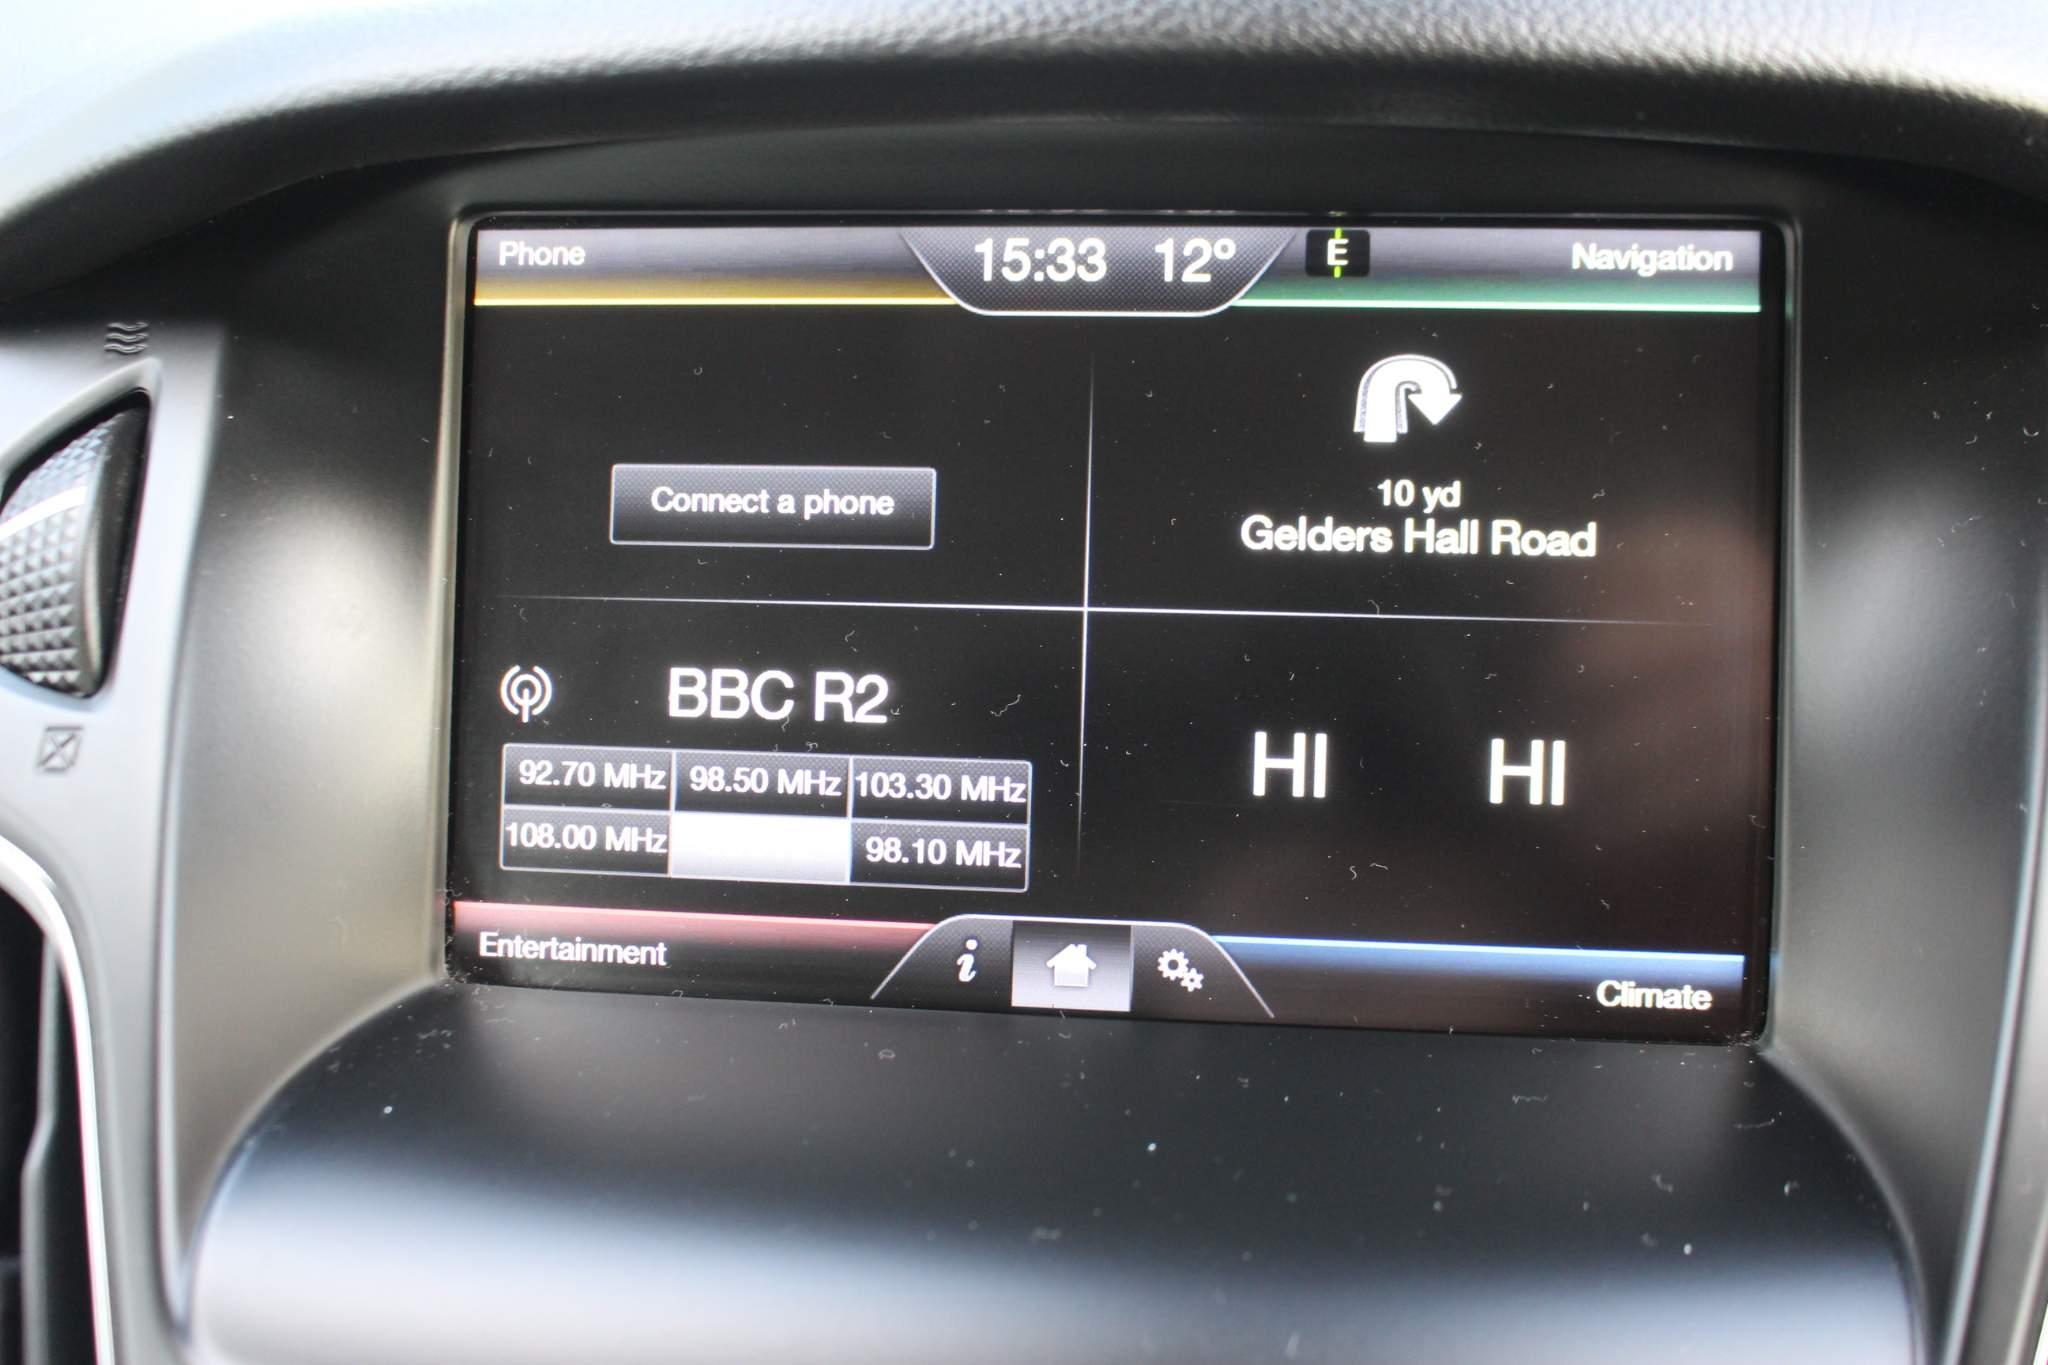 Phone
15:33 12º
E
Navigation
Connect a phone
10 yd
Gelders Hall Road
BBC R2
92.70 MHz 98.50 MHz 103.30 MHz
108.00 MHz 98.10 MHz
HI HI
Entertainment
i
Climate